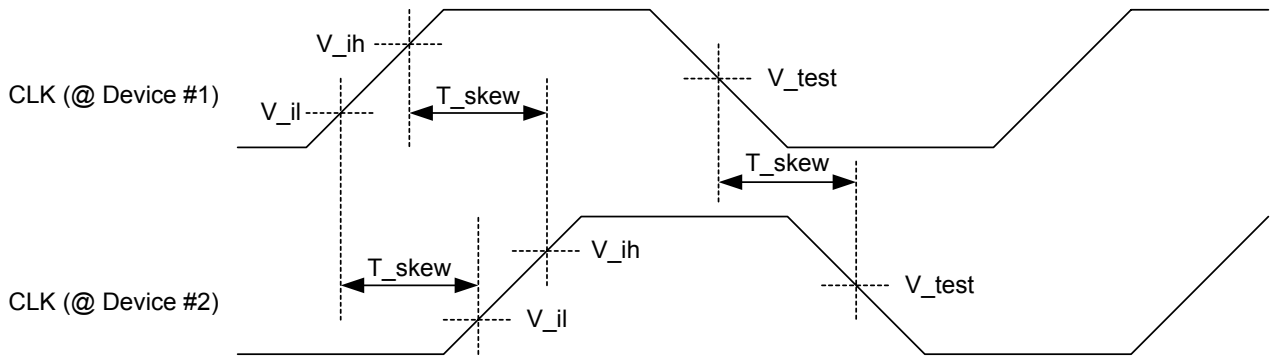 V_ih
V_test
CLK (@ Device #1)
T_skew
V_il
T_skew
V_ih
T_skew
V_test
CLK (@ Device #2)
V_il